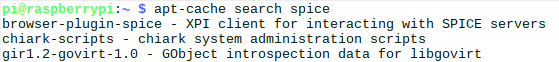 pi@raspberrypi:~ $ apt-cache search spice
browser-plugin-spice - XPI client for interacting with SPICE servers
chiark-scripts - chiark system administration scripts
gir1.2-govirt-1.0 - GObject introspection data for libgovirt